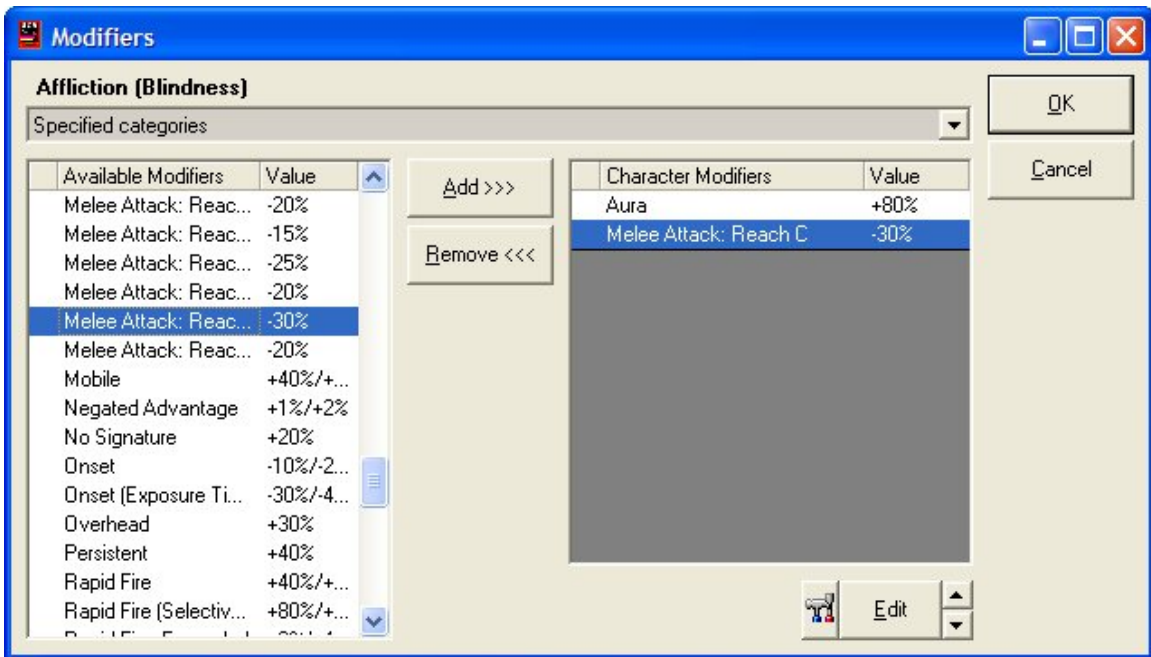 Modifiers
Affliction (Blindness)
Specified categories
OK
Cancel
Available Modifiers Value
Melee Attack: Reac... -20%
Melee Attack: Reac... -15%
Melee Attack: Reac... -25%
Melee Attack: Reac... -20%
Melee Attack: Reac... -30%
Melee Attack: Reac... -20%
Mobile +40%/+...
Negated Advantage +1%/+2%
No Signature +20%
Onset -10%/-2...
Onset (Exposure Ti... -30%/-4...
Overhead +30%
Persistent +40%
Rapid Fire +40%/+...
Rapid Fire (Selectiv... +80%/+...
Add >>>
Remove <<<
Character Modifiers Value
Aura +80%
Melee Attack: Reach C -30%
Edit